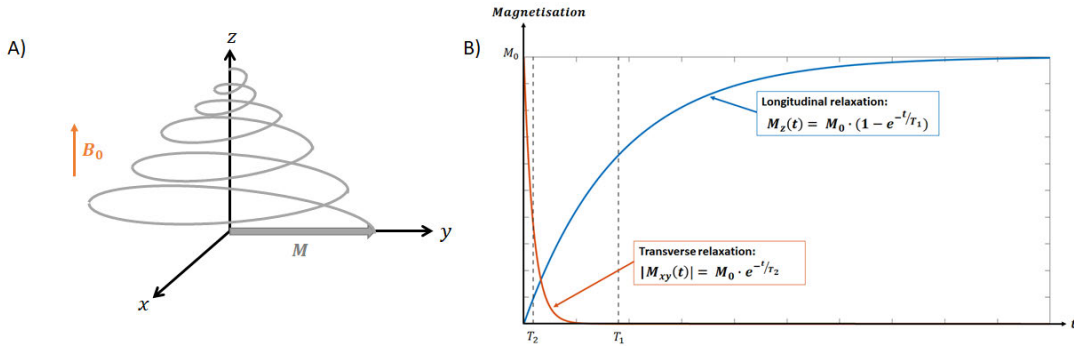 A)
z
B₀
M
y
x
B)
Magnetisation
M₀
Longitudinal relaxation:
M_z(t) = M₀ · (1 − e^{−t/T₁})
Transverse relaxation:
|M_xy(t)| = M₀ · e^{−t/T₂}
t
T₂
T₁